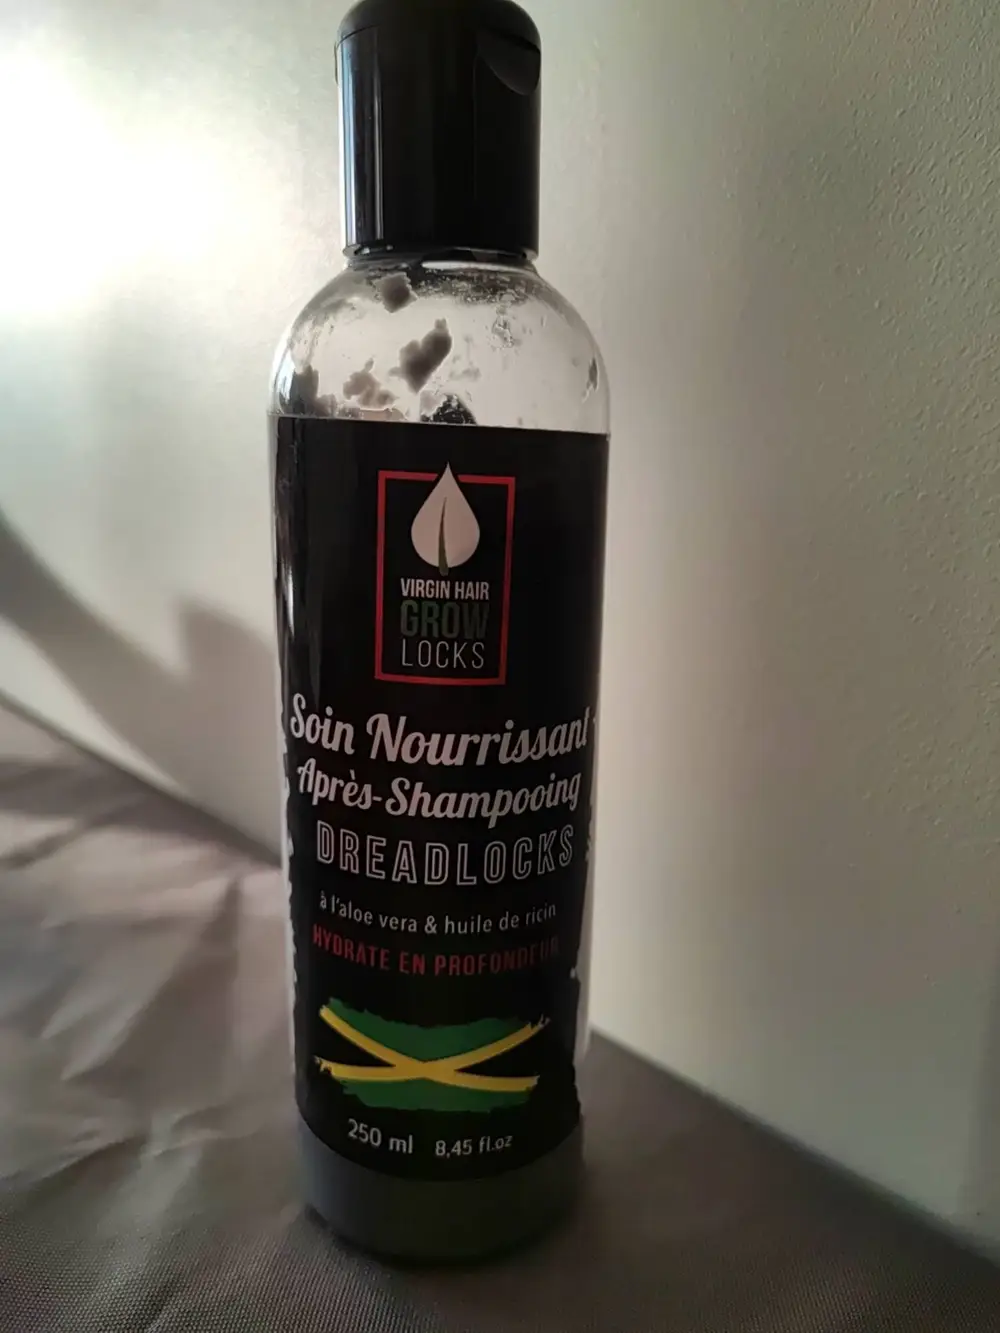 VIRGIN HAIR
GROW
LOCKS
Soin Nourrissant
Après-Shampooing
DREADLOCKS
à l'aloe vera & huile de ricin
HYDRATE EN PROFONDEUR
250 ml 8,45 fl.oz